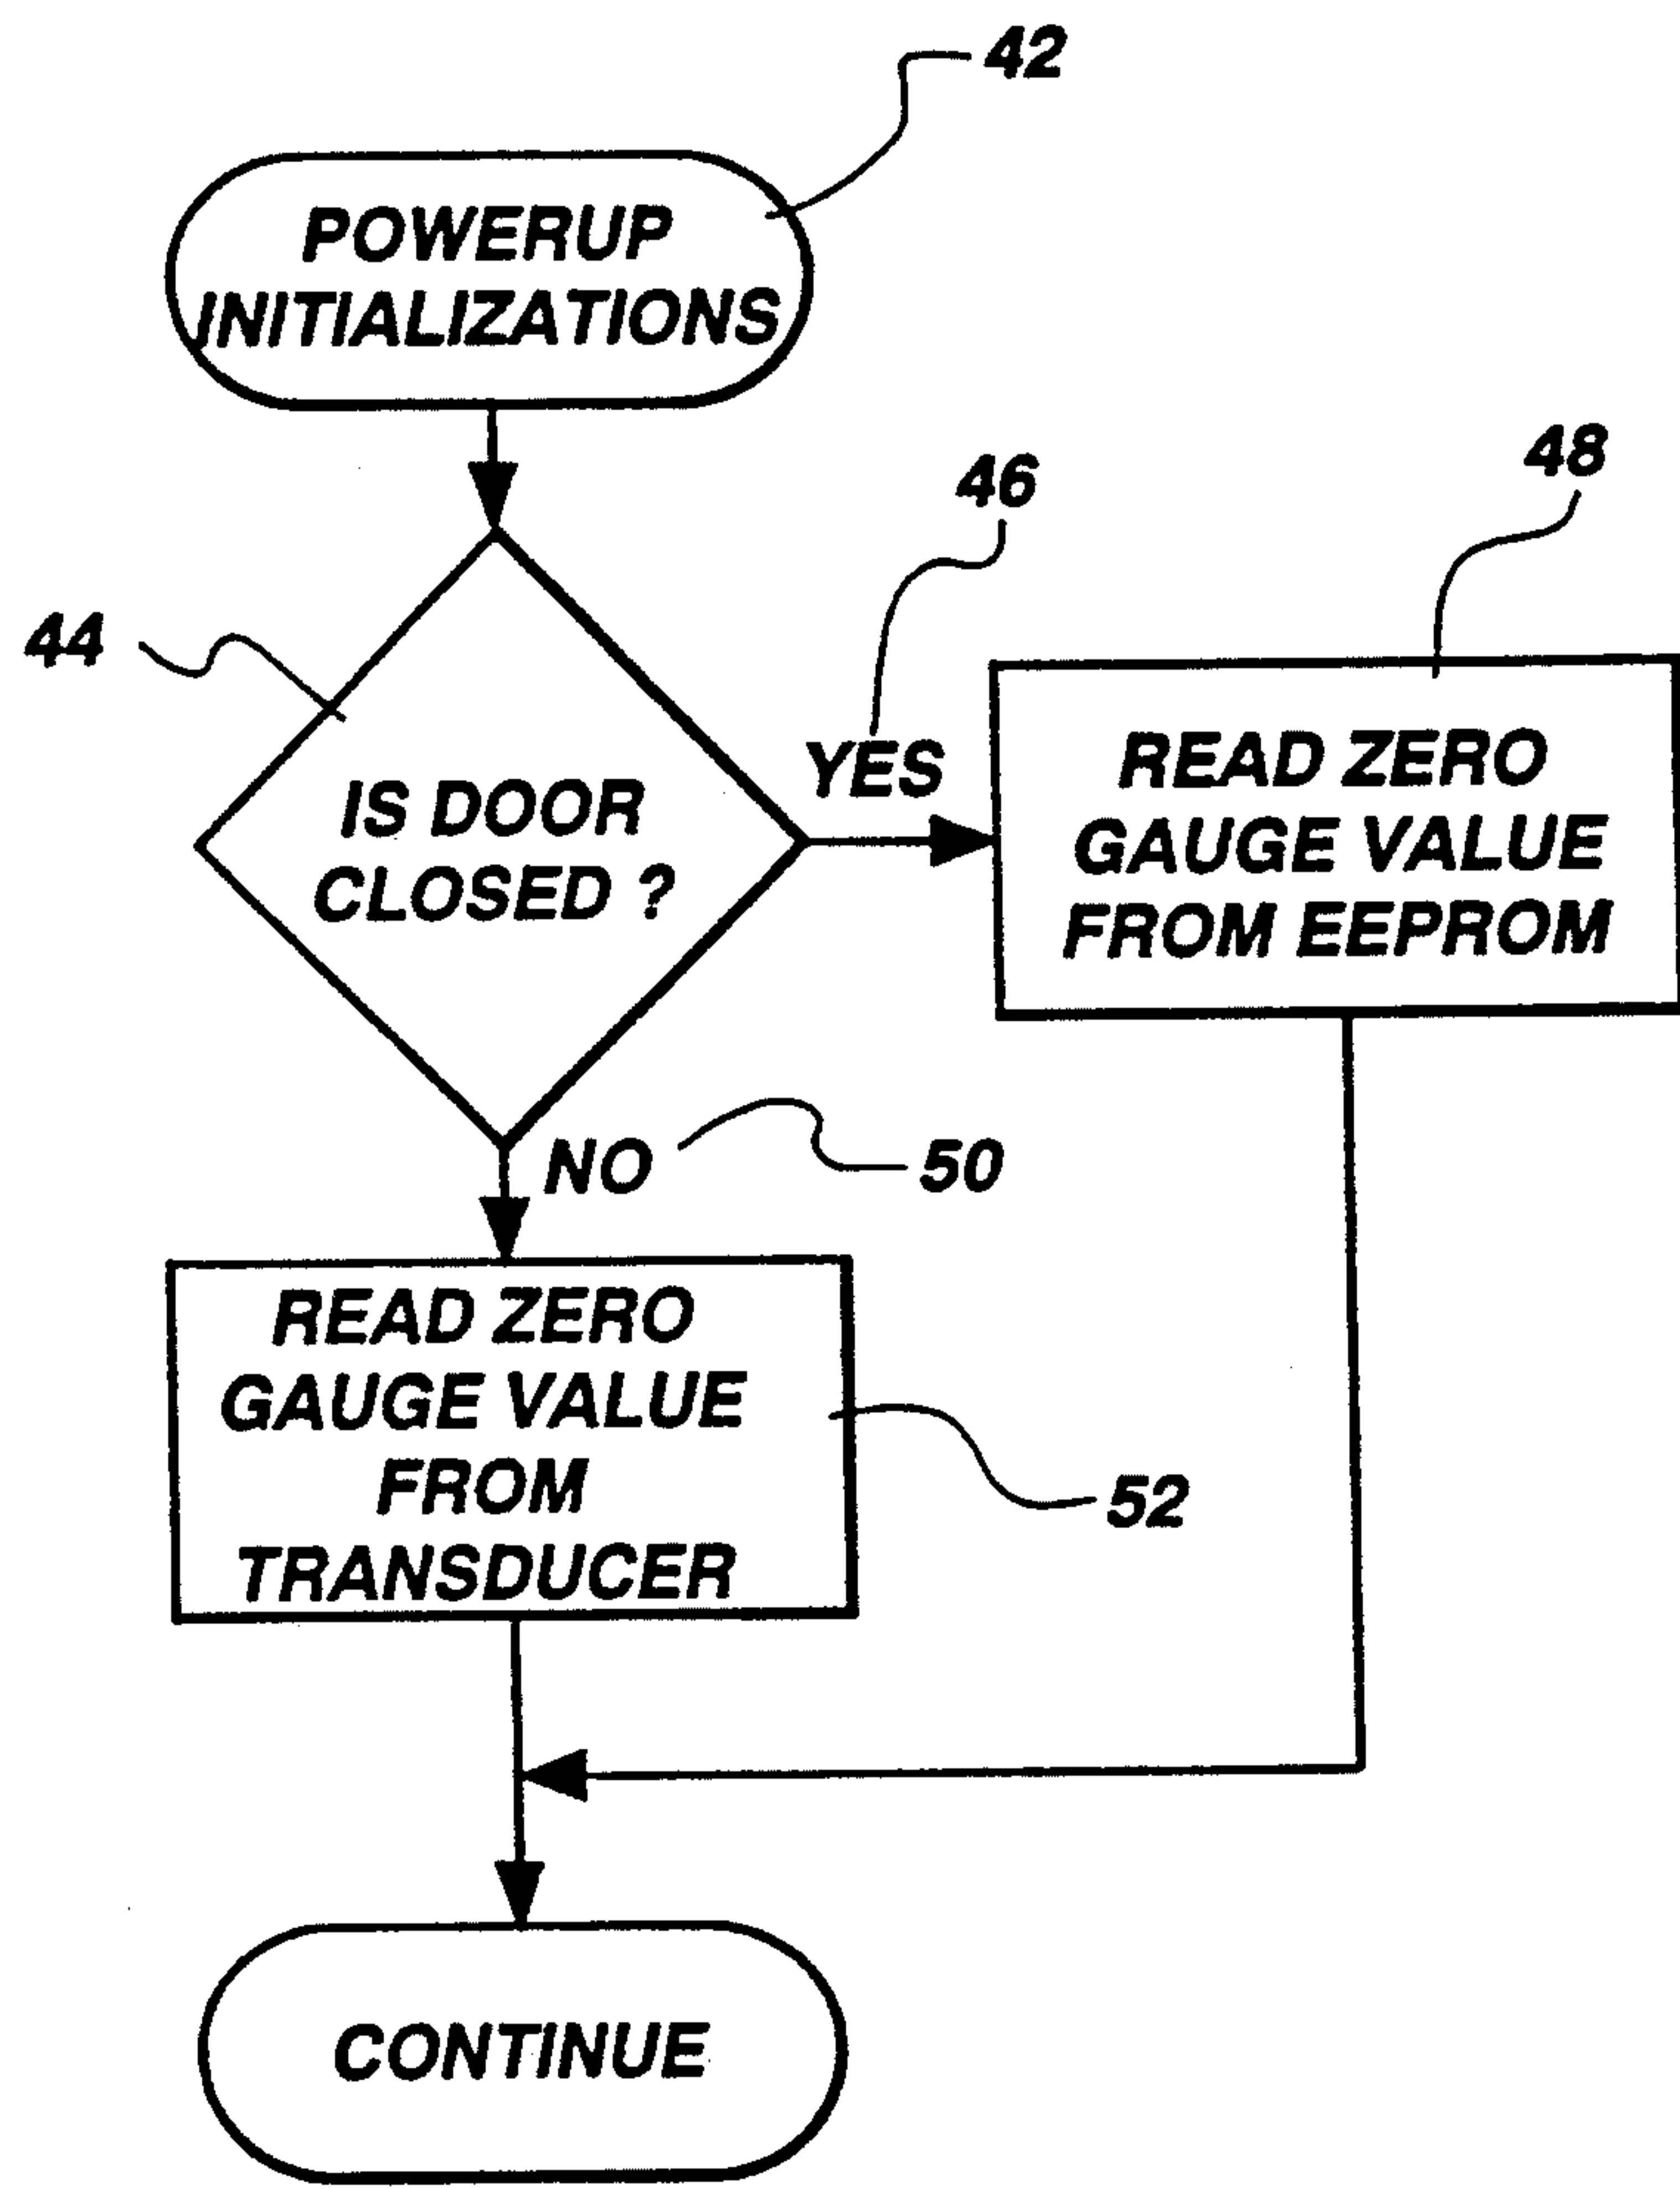 42
POWERUP
INITIALIZATIONS
44
IS DOOR
CLOSED ?
46
YES
48
READ ZERO
GAUGE VALUE
FROM EEPROM
NO
50
READ ZERO
GAUGE VALUE
FROM
TRANSDUCER
52
CONTINUE